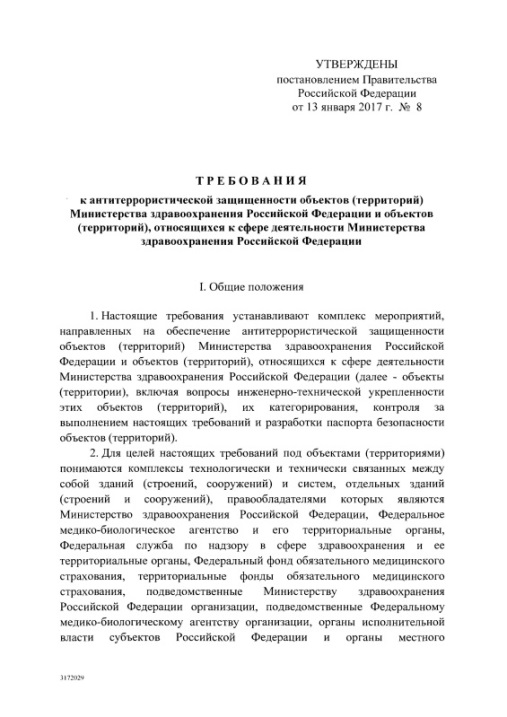 УТВЕРЖДЕНЫ
постановлением Правительства
Российской Федерации
от 13 января 2017 г. № 8
ТРЕБОВАНИЯ
к антитеррористической защищенности объектов (территорий)
Министерства здравоохранения Российской Федерации и объектов
(территорий), относящихся к сфере деятельности Министерства
здравоохранения Российской Федерации
I. Общие положения
1. Настоящие требования устанавливают комплекс мероприятий,
направленных на обеспечение антитеррористической защищенности
объектов (территорий) Министерства здравоохранения Российской
Федерации и объектов (территорий), относящихся к сфере деятельности
Министерства здравоохранения Российской Федерации (далее - объекты
(территории), включая вопросы инженерно-технической укрепленности
этих объектов (территорий), их категорирования, контроля за
выполнением настоящих требований и разработки паспорта безопасности
объектов (территорий).
2. Для целей настоящих требований под объектами (территориями)
понимаются комплексы технологически и технически связанных между
собой зданий (строений, сооружений) и систем, отдельных зданий
(строений и сооружений), правообладателями которых являются
Министерство здравоохранения Российской Федерации, Федеральное
медико-биологическое агентство и его территориальные органы,
Федеральная служба по надзору в сфере здравоохранения и ее
территориальные органы, Федеральный фонд обязательного медицинского
страхования, территориальные фонды обязательного медицинского
страхования, подведомственные Министерству здравоохранения
Российской Федерации организации, подведомственные Федеральному
медико-биологическому агентству организации, органы исполнительной
власти субъектов Российской Федерации и органы местного
3172029